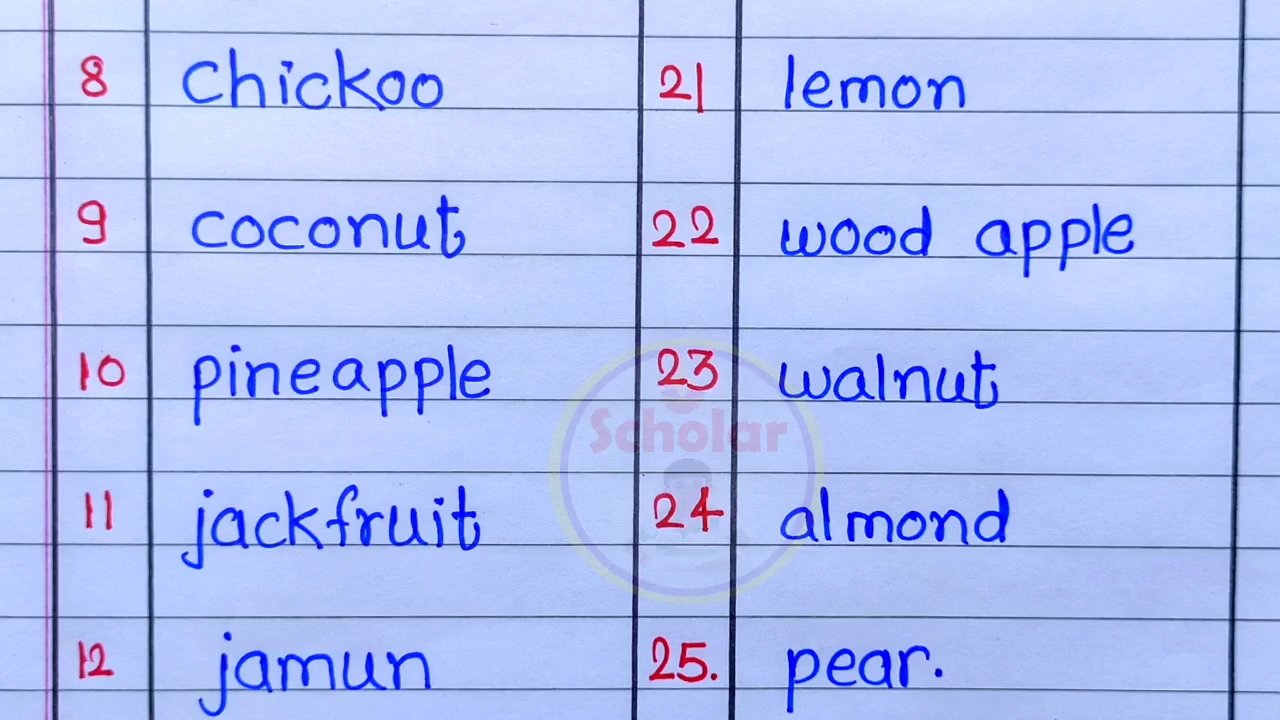 8 Chickoo 21 lemon
9 coconut 22 wood apple
10 pineapple 23 walnut
Scholar
11 jackfruit 24 almond
12 jamun 25. pear.